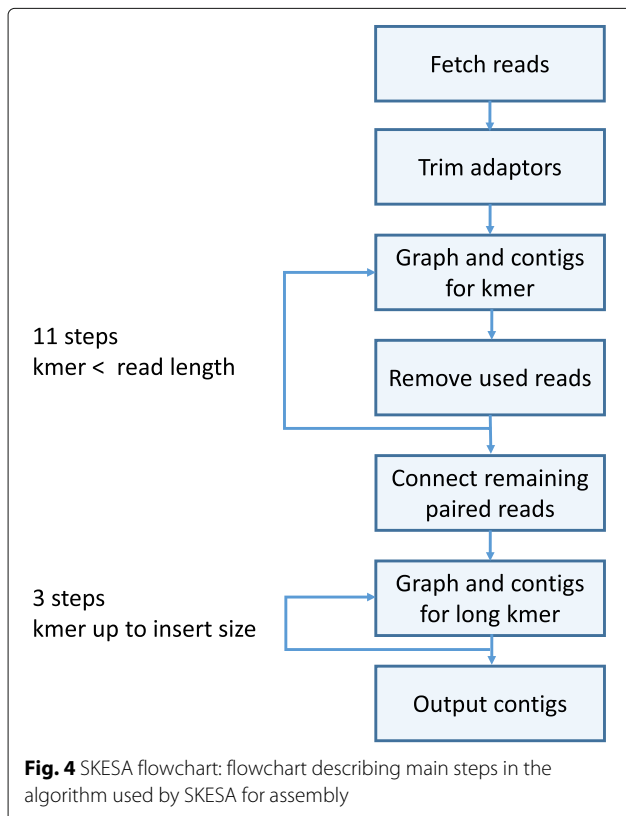 Fetch reads
Trim adaptors
Graph and contigs
for kmer
11 steps
kmer < read length
Remove used reads
Connect remaining
paired reads
Graph and contigs
for long kmer
3 steps
kmer up to insert size
Output contigs
Fig. 4 SKESA flowchart: flowchart describing main steps in the
algorithm used by SKESA for assembly